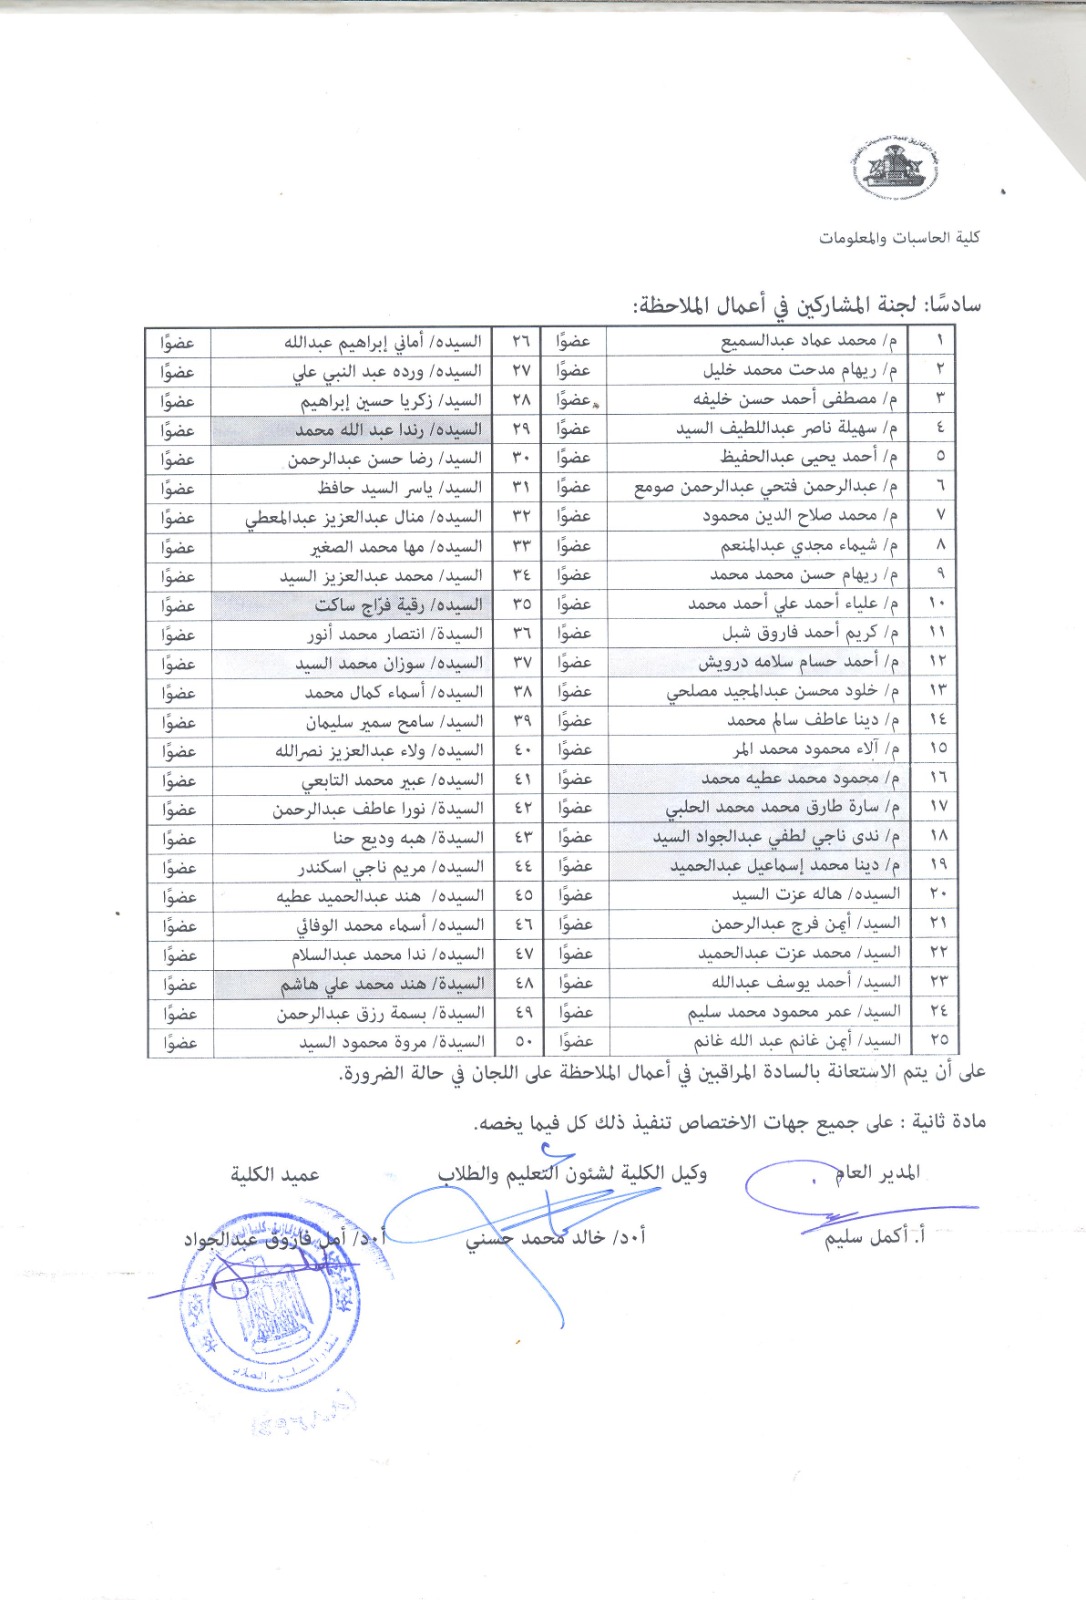 كلية الحاسبات والمعلومات
سادسًا: لجنة المشاركين في أعمال الملاحظة:
١ م/ محمد عماد عبدالسميع عضوًا ٢٦ السيده/ أماني إبراهيم عبدالله عضوًا
٢ م/ ريهام مدحت محمد خليل عضوًا ٢٧ السيده/ ورده عبد النبي علي عضوًا
٣ م/ مصطفى أحمد حسن خليفه عضوًا ٢٨ السيد/ زكريا حسين إبراهيم عضوًا
٤ م/ سهيلة ناصر عبداللطيف السيد عضوًا ٢٩ السيده/ رندا عبد الله محمد عضوًا
٥ م/ أحمد يحيى عبدالحفيظ عضوًا ٣٠ السيد/ رضا حسن عبدالرحمن عضوًا
٦ م/ عبدالرحمن فتحي عبدالرحمن صومع عضوًا ٣١ السيد/ ياسر السيد حافظ عضوًا
٧ م/ محمد صلاح الدين محمود عضوًا ٣٢ السيده/ منال عبدالعزيز عبدالمعطي عضوًا
٨ م/ شيماء مجدي عبدالمنعم عضوًا ٣٣ السيده/ مها محمد الصغير عضوًا
٩ م/ ريهام حسن محمد محمد عضوًا ٣٤ السيد/ محمد عبدالعزيز السيد عضوًا
١٠ م/ علياء أحمد علي أحمد محمد عضوًا ٣٥ السيده/ رقية فرّاج ساكت عضوًا
١١ م/ كريم أحمد فاروق شبل عضوًا ٣٦ السيدة/ انتصار محمد أنور عضوًا
١٢ م/ أحمد حسام سلامه درويش عضوًا ٣٧ السيده/ سوزان محمد السيد عضوًا
١٣ م/ خلود محسن عبدالمجيد مصلحي عضوًا ٣٨ السيده/ أسماء كمال محمد عضوًا
١٤ م/ دينا عاطف سالم محمد عضوًا ٣٩ السيد/ سامح سمير سليمان عضوًا
١٥ م/ آلاء محمود محمد المر عضوًا ٤٠ السيده/ ولاء عبدالعزيز نصرالله عضوًا
١٦ م/ محمود محمد عطيه محمد عضوًا ٤١ السيده/ عبير محمد التابعي عضوًا
١٧ م/ سارة طارق محمد محمد الحلبي عضوًا ٤٢ السيدة/ نورا عاطف عبدالرحمن عضوًا
١٨ م/ ندى ناجي لطفي عبدالجواد السيد عضوًا ٤٣ السيدة/ هبه وديع حنا عضوًا
١٩ م/ دينا محمد إسماعيل عبدالحميد عضوًا ٤٤ السيده/ مريم ناجي اسكندر عضوًا
٢٠ السيده/ هاله عزت السيد عضوًا ٤٥ السيده/ هند عبدالحميد عطيه عضوًا
٢١ السيد/ أيمن فرج عبدالرحمن عضوًا ٤٦ السيده/ أسماء محمد الوفائي عضوًا
٢٢ السيد/ محمد عزت عبدالحميد عضوًا ٤٧ السيده/ ندا محمد عبدالسلام عضوًا
٢٣ السيد/ أحمد يوسف عبدالله عضوًا ٤٨ السيدة/ هند محمد علي هاشم عضوًا
٢٤ السيد/ عمر محمود محمد سليم عضوًا ٤٩ السيدة/ بسمة رزق عبدالرحمن عضوًا
٢٥ السيد/ أيمن غانم عبد الله غانم عضوًا ٥٠ السيدة/ مروة محمود السيد عضوًا
على أن يتم الاستعانة بالسادة المراقبين في أعمال الملاحظة على اللجان في حالة الضرورة.
مادة ثانية : على جميع جهات الاختصاص تنفيذ ذلك كل فيما يخصه.
المدير العام وكيل الكلية لشئون التعليم والطلاب عميد الكلية
أ. أكمل سليم أ٠د/ خالد محمد حسني أ٠د/ أمل فاروق عبدالجواد